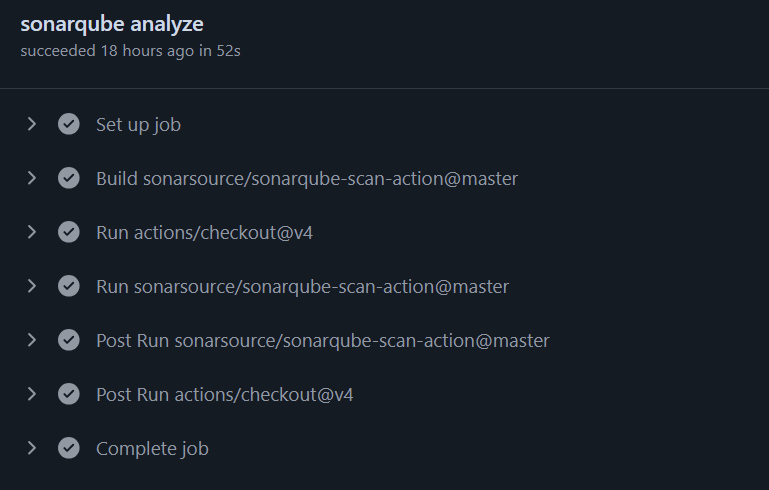 sonarqube analyze
succeeded 18 hours ago in 52s
Set up job
Build sonarsource/sonarqube-scan-action@master
Run actions/checkout@v4
Run sonarsource/sonarqube-scan-action@master
Post Run sonarsource/sonarqube-scan-action@master
Post Run actions/checkout@v4
Complete job